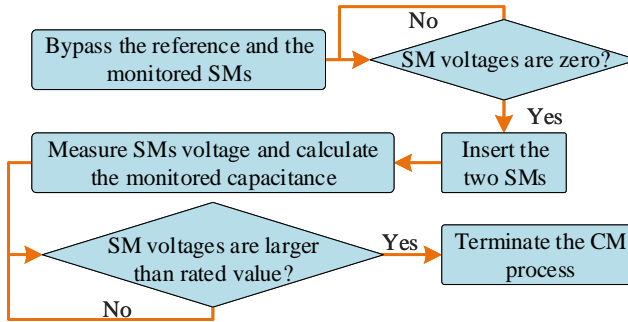 No
Bypass the reference and the
monitored SMs
SM voltages are zero?
Yes
Measure SMs voltage and calculate
the monitored capacitance
Insert the
two SMs
SM voltages are larger
than rated value?
Yes
Terminate the CM
process
No